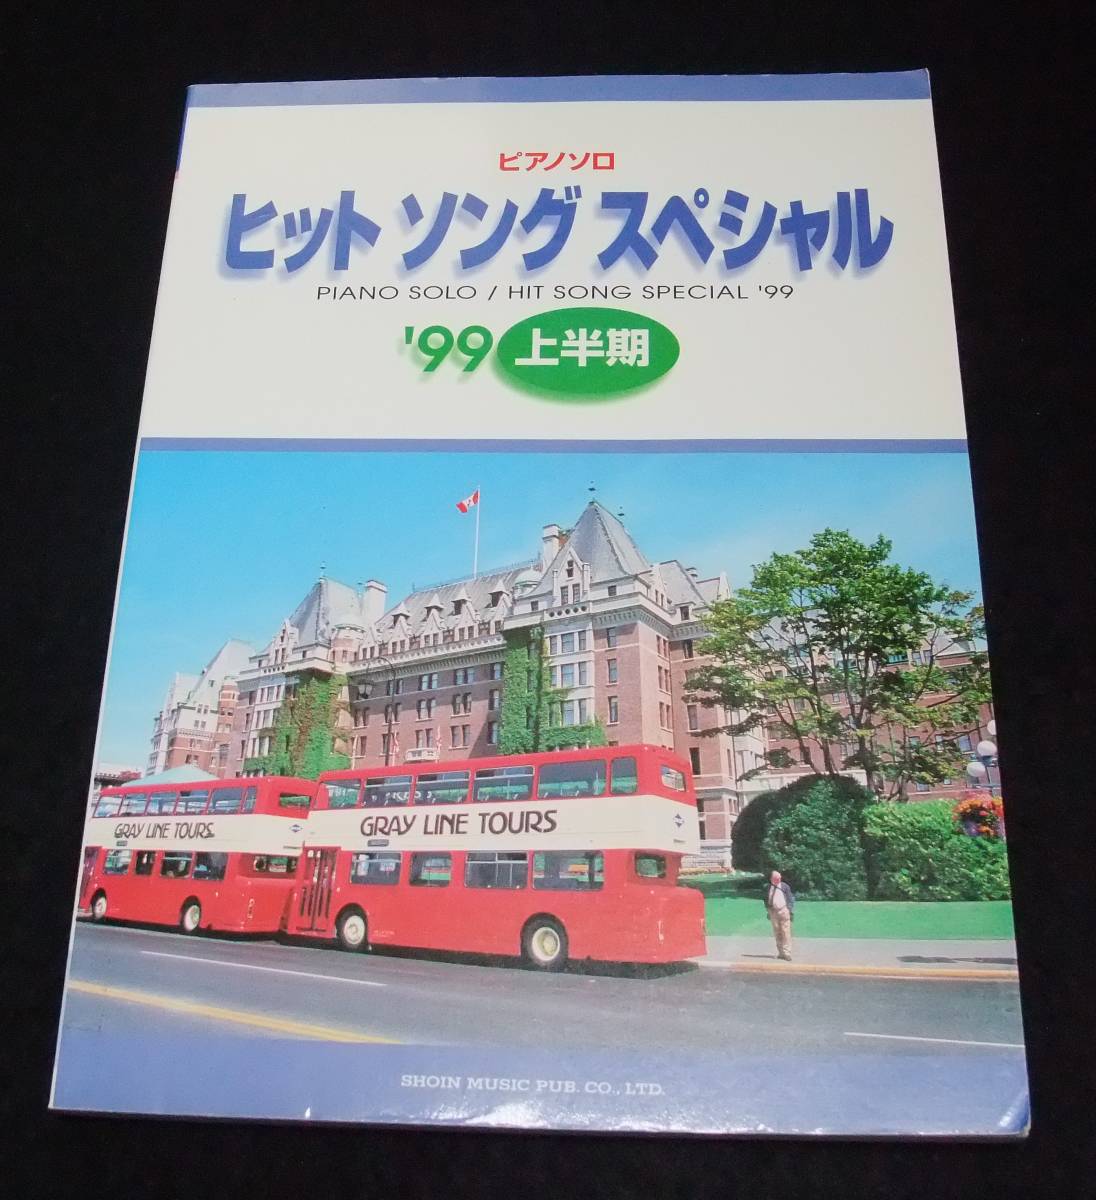 ピアノソロ
ヒット ソング スペシャル
PIANO SOLO / HIT SONG SPECIAL '99
'99 上半期
GRAY LINE TOURS
GRAY LINE TOURS
SHOIN MUSIC PUB. CO., LTD.